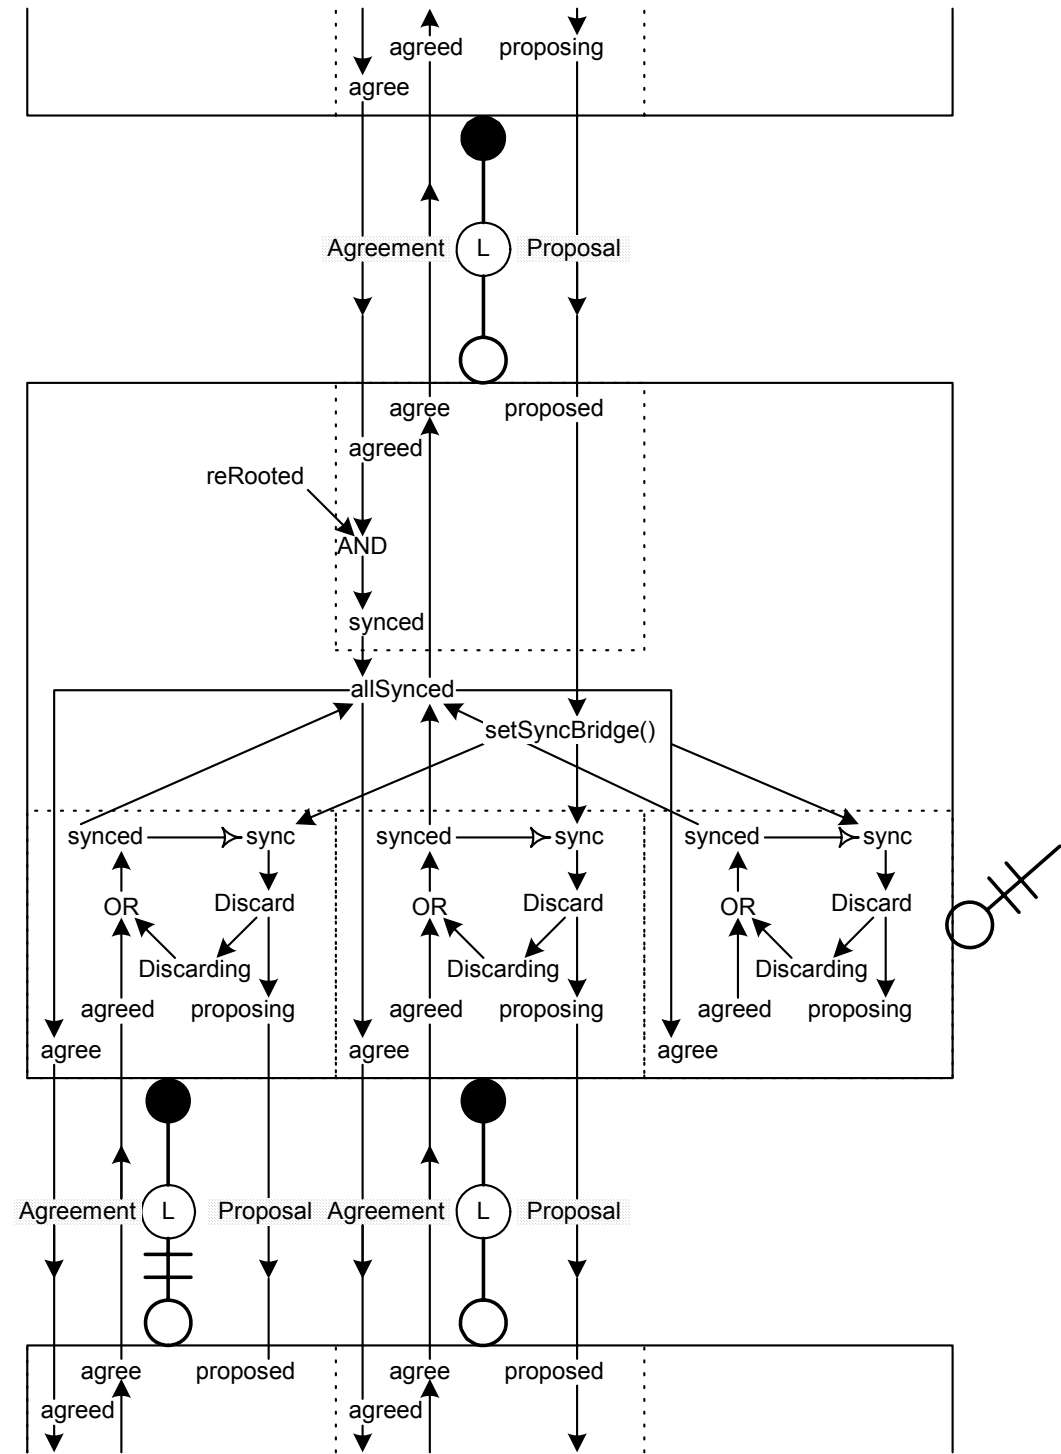 agreed proposing
agree
Agreement L Proposal
agree proposed
agreed
reRooted
AND
synced
allSynced
setSyncBridge()
synced sync synced sync synced sync
OR Discard OR Discard OR Discard
Discarding Discarding Discarding
agreed proposing agreed proposing agreed proposing
agree agree agree
Agreement L Proposal Agreement L Proposal
agree proposed agree proposed
agreed agreed